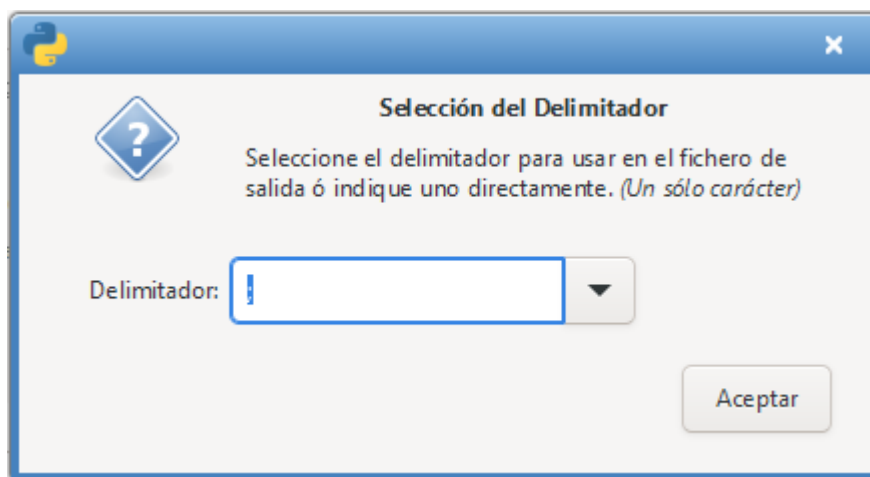 Selección del Delimitador
Seleccione el delimitador para usar en el fichero de
salida ó indique uno directamente. (Un sólo carácter)
Delimitador: ;
Aceptar